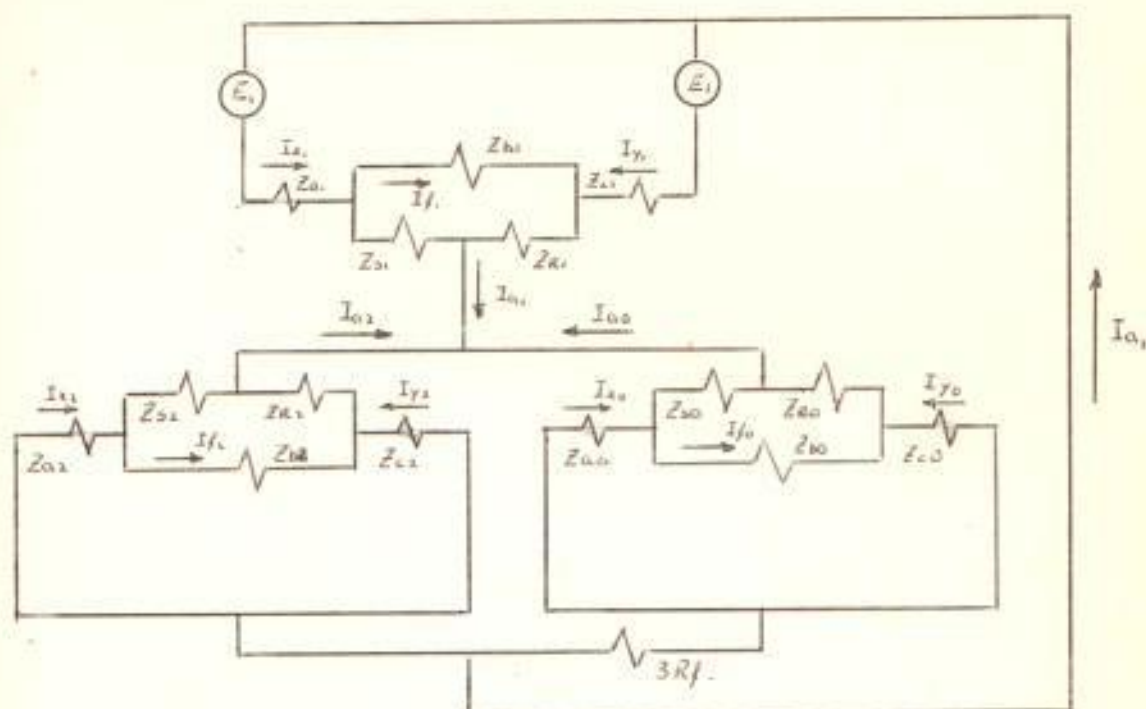 E₁
E₁
Ix₁
Zb₁
Iy₁
Za₁
Zc₁
If₁
Zs₁
ZR₁
Ia₁
Ia₂
Ia₀
Ix₂
Zs₂
ZR₂
Iy₂
Ix₀
Zs₀
ZR₀
Iy₀
Za₂
If₂
Zb2
Zc₂
Za₀
If₀
Zb₀
Zc₀
3Rf.
Ia₁